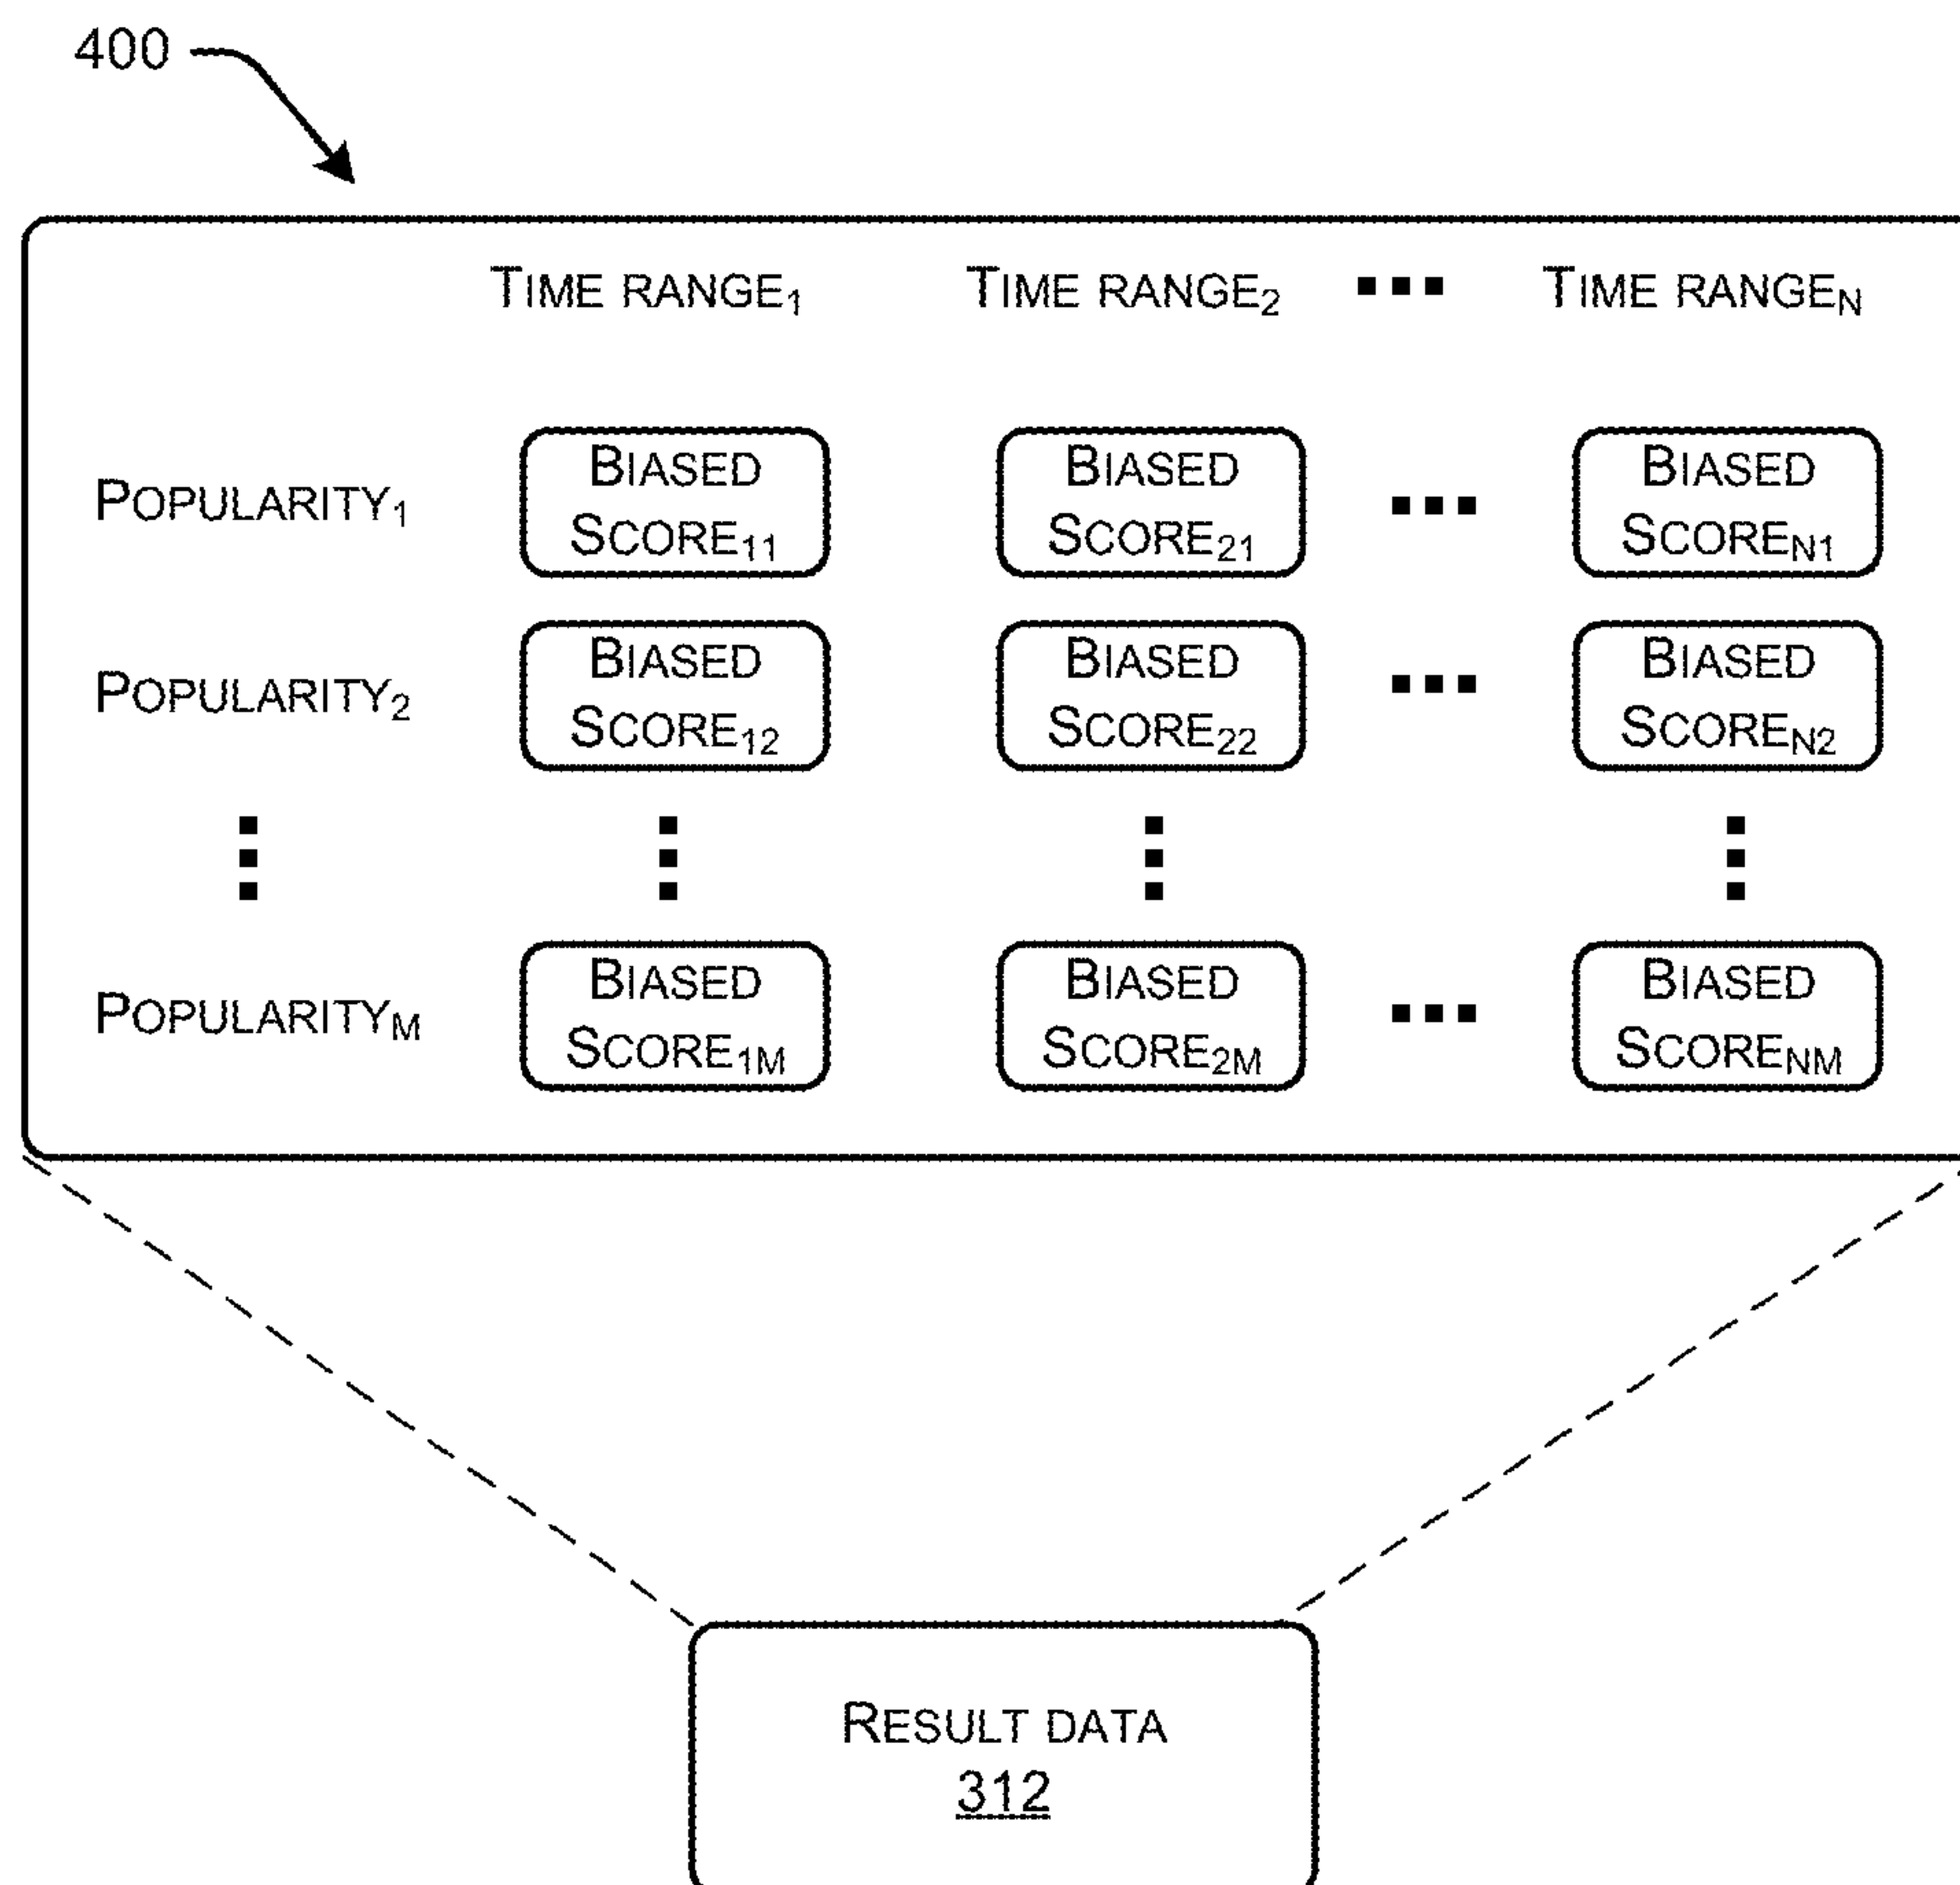 400
TIME RANGE1 TIME RANGE2 ... TIME RANGEN
POPULARITY1
BIASED SCORE11
BIASED SCORE21
...
BIASED SCOREN1
POPULARITY2
BIASED SCORE12
BIASED SCORE22
...
BIASED SCOREN2
POPULARITYM
BIASED SCORE1M
BIASED SCORE2M
...
BIASED SCORENM
RESULT DATA
312